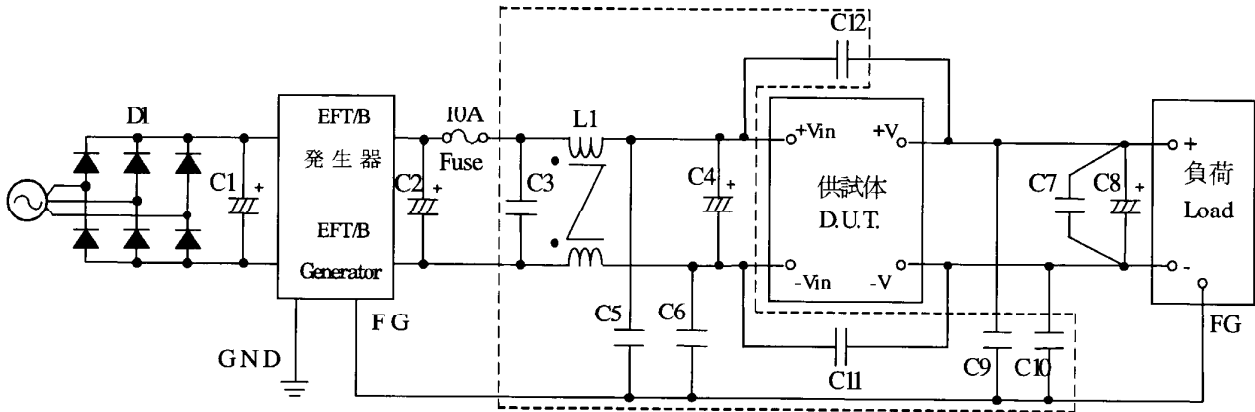 C12
D1
EFT/B
発生器
10A
Fuse
L1
+Vin
+V
+
負荷
Load
C1
+
C2
+
C3
C4
+
供試体
D.U.T.
C7
C8
+
EFT/B
Generator
-Vin
-V
-
FG
C5
C6
FG
GND
C11
C9
C10